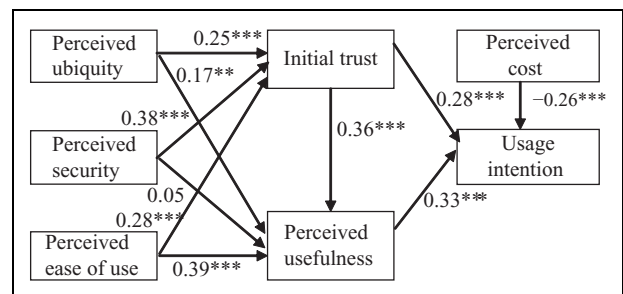 Perceived
ubiquity
0.25***
Initial trust
Perceived
cost
0.17**
0.38***
0.28***
−0.26***
Perceived
security
0.36***
Usage
intention
0.05
0.28***
0.33***
Perceived
ease of use
0.39***
Perceived
usefulness